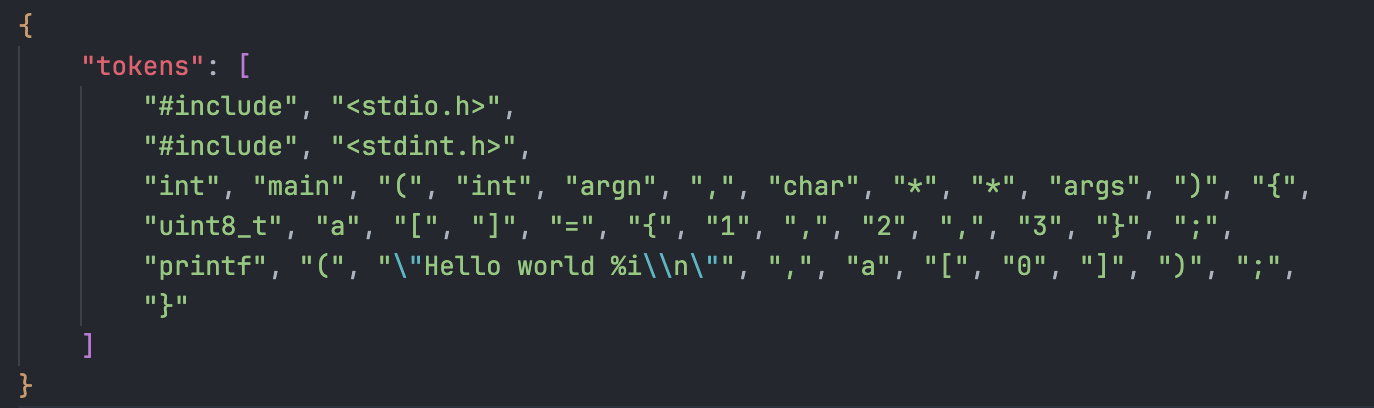 {
"tokens": [
"#include", "<stdio.h>",
"#include", "<stdint.h>",
"int", "main", "(", "int", "argn", ",", "char", "*", "*", "args", ")", "{",
"uint8_t", "a", "[", "]", "=", "{", "1", ",", "2", ",", "3", "}", ";",
"printf", "(", "\"Hello world %i\\n\"", ",", "a", "[", "0", "]", ")", ";",
"}"
]
}